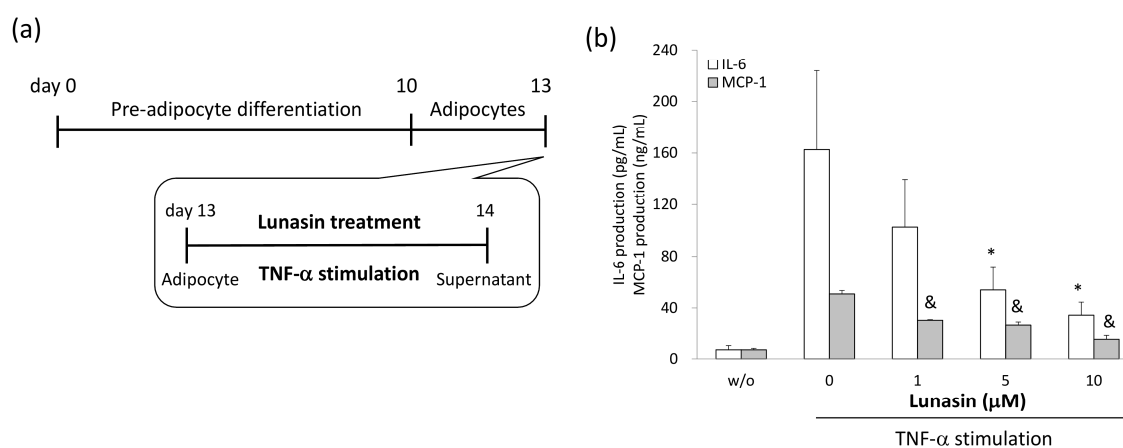 (a)
day 0
10
13
Pre-adipocyte differentiation
Adipocytes
day 13
14
Lunasin treatment
TNF-α stimulation
Adipocyte
Supernatant
(b)
IL-6 production (pg/mL)
MCP-1 production (ng/mL)
240
200
160
120
80
40
0
IL-6
MCP-1
&
*
&
*
&
w/o
0
1
5
10
Lunasin (μM)
TNF-α stimulation